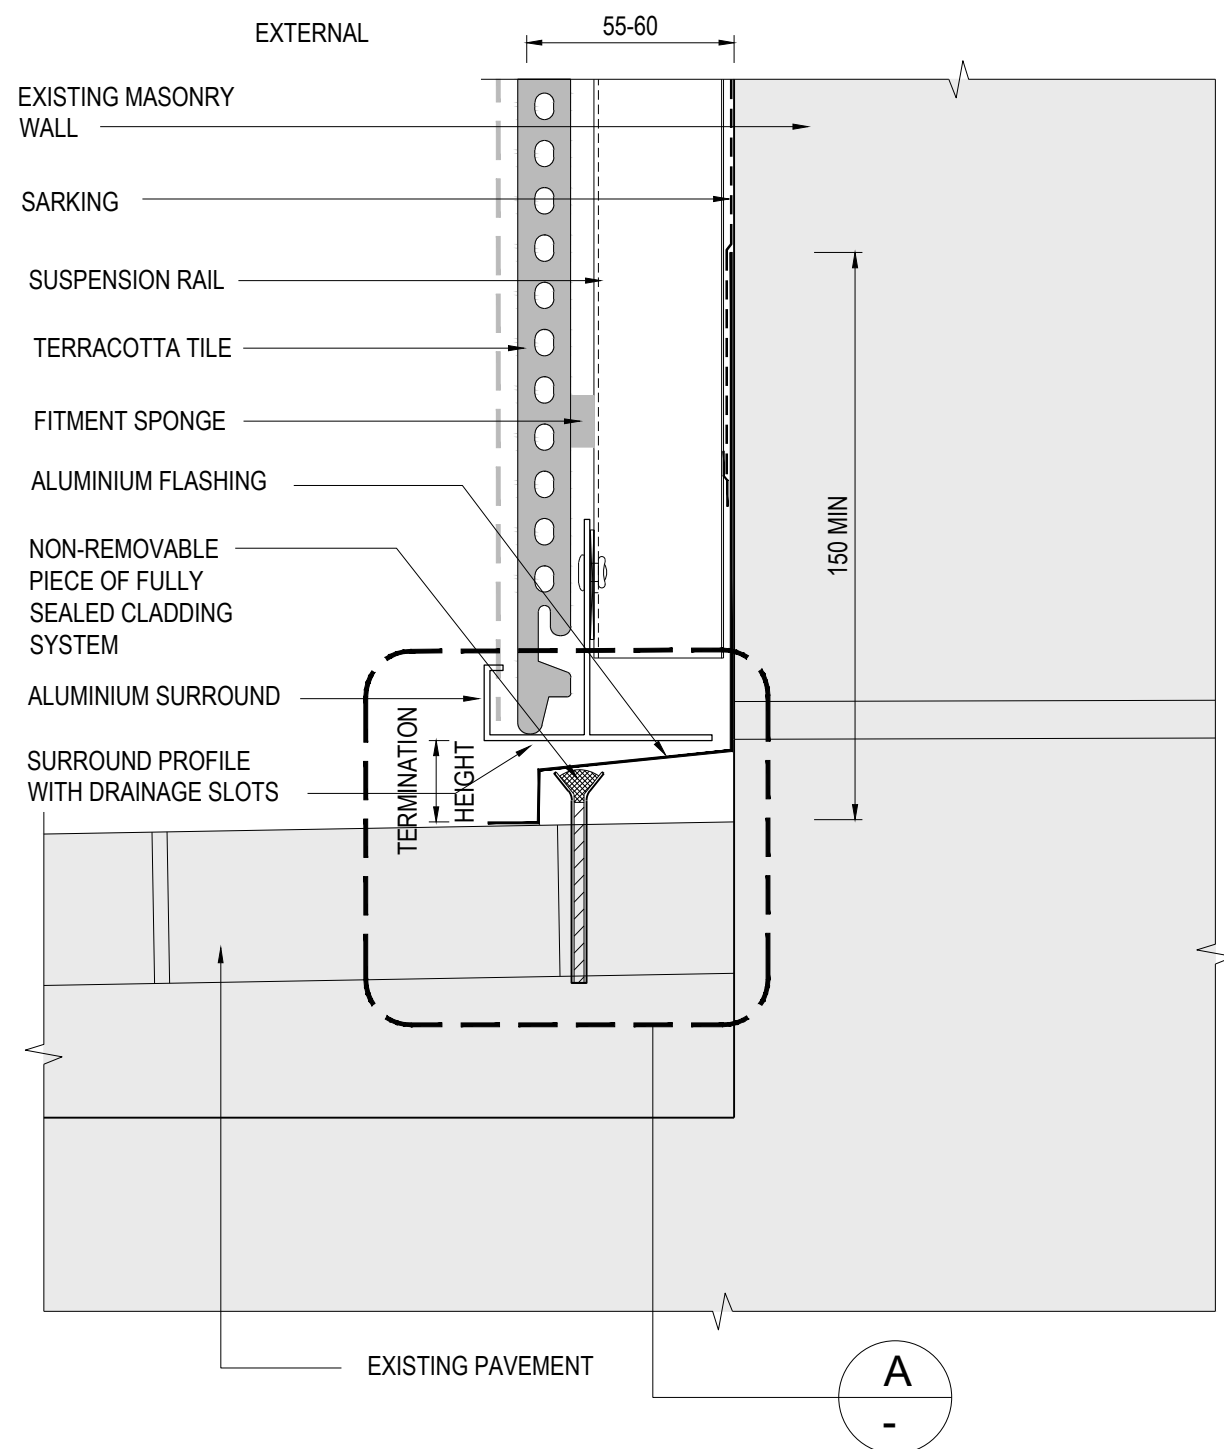 EXTERNAL
55-60
EXISTING MASONRY
WALL
SARKING
SUSPENSION RAIL
TERRACOTTA TILE
FITMENT SPONGE
ALUMINIUM FLASHING
NON-REMOVABLE
PIECE OF FULLY
SEALED CLADDING
SYSTEM
150 MIN
ALUMINIUM SURROUND
SURROUND PROFILE
WITH DRAINAGE SLOTS
TERMINATION
HEIGHT
EXISTING PAVEMENT
A
-